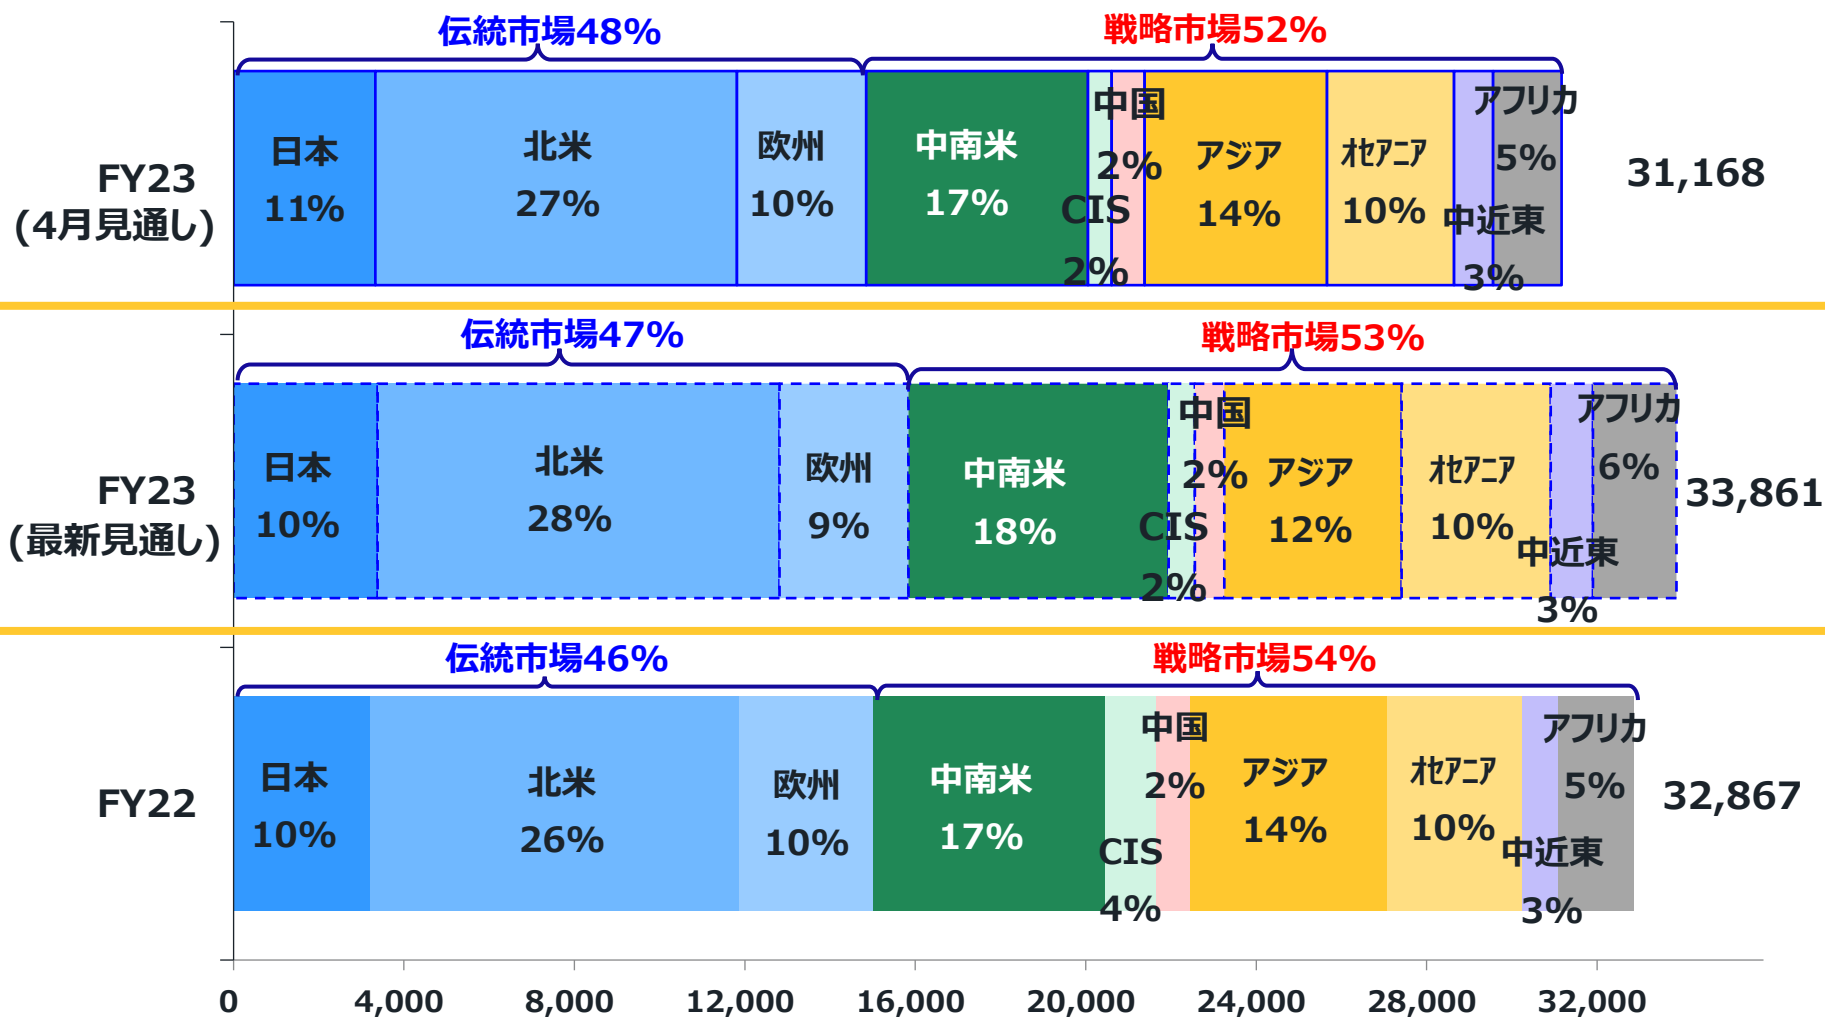 伝統市場48%
戦略市場52%
FY23
(4月見通し)
日本
11%
北米
27%
欧州
10%
中南米
17%
CIS
2%
中国
2%
アジア
14%
ｵｾｱﾆｱ
10%
中近東
3%
アフリカ
5%
31,168
伝統市場47%
戦略市場53%
FY23
(最新見通し)
日本
10%
北米
28%
欧州
9%
中南米
18%
CIS
2%
中国
2%
アジア
12%
ｵｾｱﾆｱ
10%
中近東
3%
アフリカ
6%
33,861
伝統市場46%
戦略市場54%
FY22
日本
10%
北米
26%
欧州
10%
中南米
17%
CIS
4%
中国
2%
アジア
14%
ｵｾｱﾆｱ
10%
中近東
3%
アフリカ
5%
32,867
0 4,000 8,000 12,000 16,000 20,000 24,000 28,000 32,000